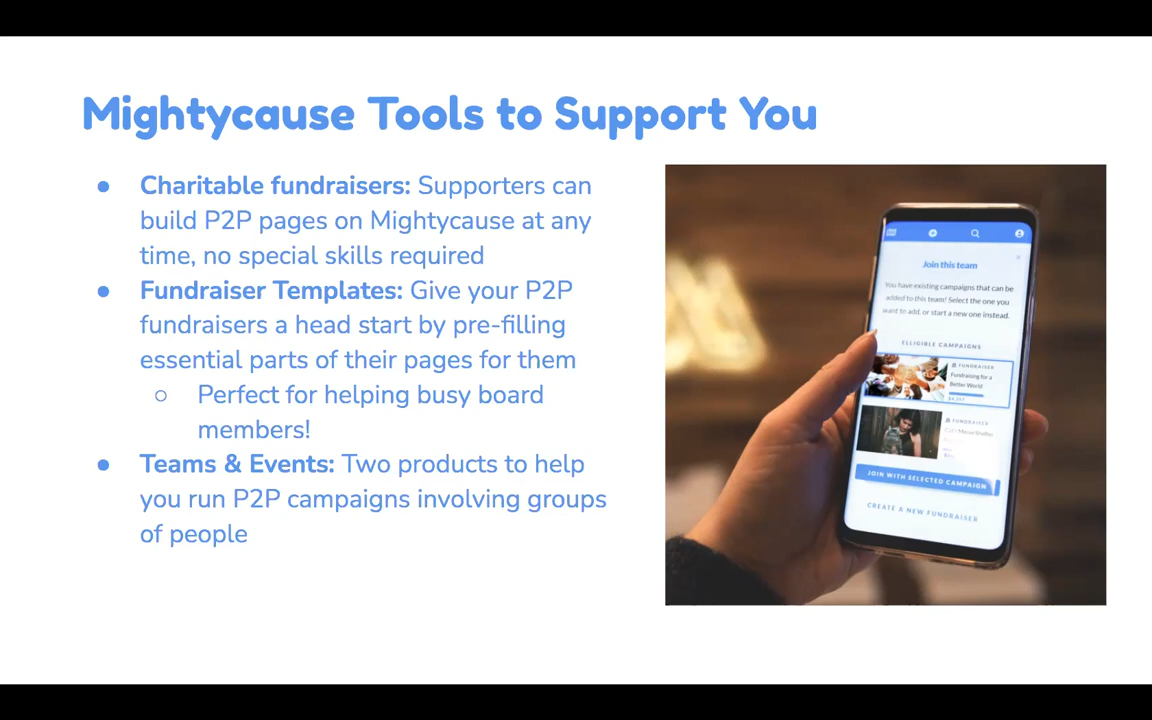 Mightycause Tools to Support You
● Charitable fundraisers: Supporters can
build P2P pages on Mightycause at any
time, no special skills required
● Fundraiser Templates: Give your P2P
fundraisers a head start by pre-filling
essential parts of their pages for them
○ Perfect for helping busy board
members!
● Teams & Events: Two products to help
you run P2P campaigns involving groups
of people
Join this team
You have existing campaigns that can be
added to this team! Select the one you
want to add, or start a new one instead.
ELLIGIBLE CAMPAIGNS
FUNDRAISER
Fundraising for a
Better World
FUNDRAISER
JOIN WITH SELECTED CAMPAIGN
CREATE A NEW FUNDRAISER